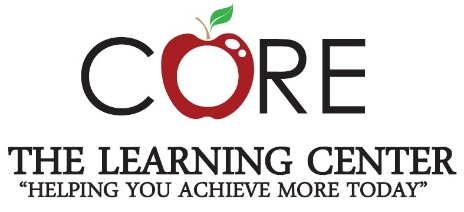 CORE
THE LEARNING CENTER
“HELPING YOU ACHIEVE MORE TODAY”